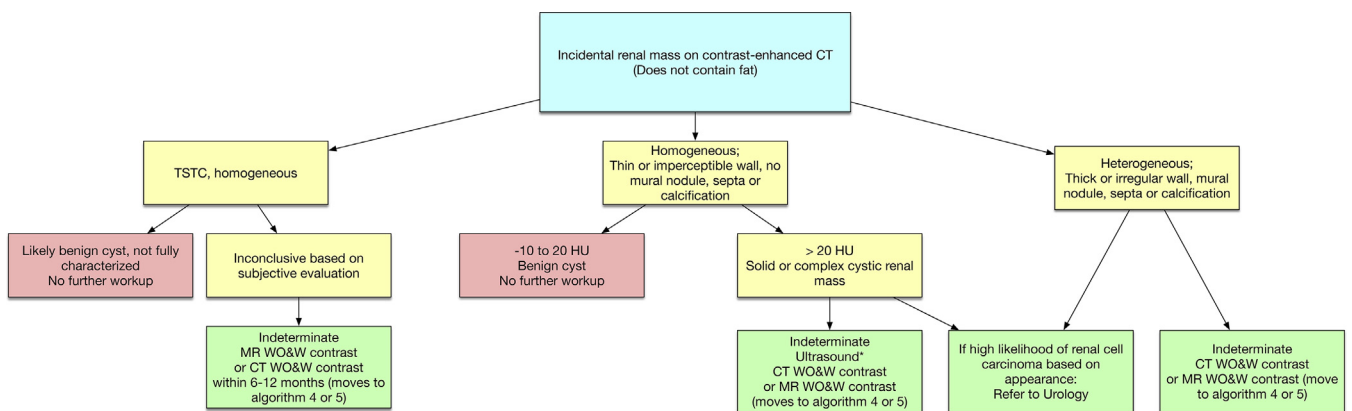 Incidental renal mass on contrast-enhanced CT
(Does not contain fat)
TSTC, homogeneous
Homogeneous;
Thin or imperceptible wall, no
mural nodule, septa or
calcification
Heterogeneous;
Thick or irregular wall, mural
nodule, septa or calcification
Likely benign cyst, not fully
characterized
No further workup
Inconclusive based on
subjective evaluation
-10 to 20 HU
Benign cyst
No further workup
> 20 HU
Solid or complex cystic renal
mass
Indeterminate
MR WO&W contrast
or CT WO&W contrast
within 6-12 months (moves to
algorithm 4 or 5)
Indeterminate
Ultrasound*
CT WO&W contrast
or MR WO&W contrast
(moves to algorithm 4 or 5)
If high likelihood of renal cell
carcinoma based on
appearance:
Refer to Urology
Indeterminate
CT WO&W contrast
or MR WO&W contrast (move
to algorithm 4 or 5)